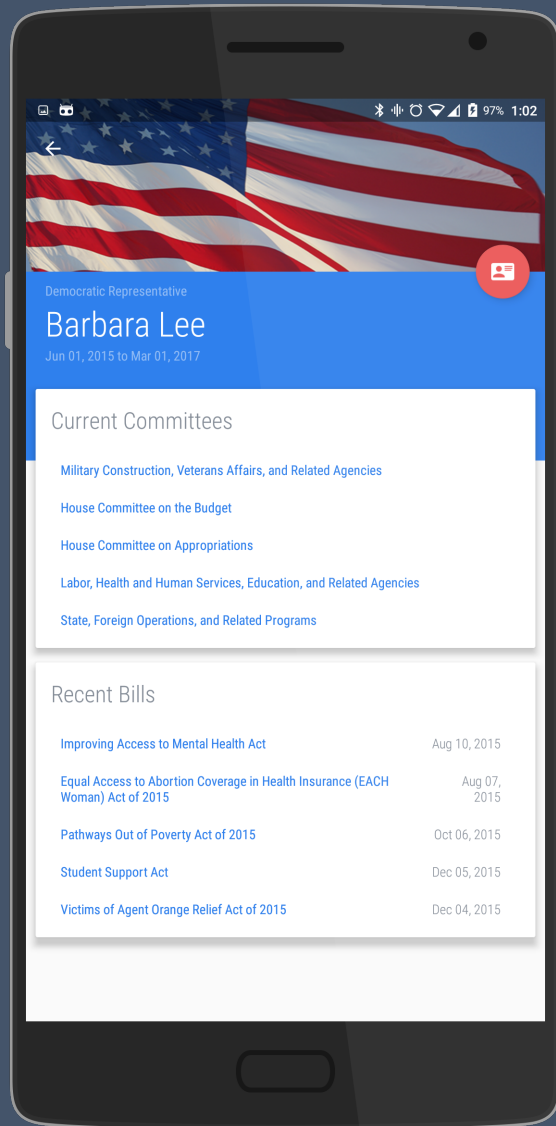 97% 1:02
Democratic Representative
Barbara Lee
Jun 01, 2015 to Mar 01, 2017
Current Committees
Military Construction, Veterans Affairs, and Related Agencies
House Committee on the Budget
House Committee on Appropriations
Labor, Health and Human Services, Education, and Related Agencies
State, Foreign Operations, and Related Programs
Recent Bills
Improving Access to Mental Health Act Aug 10, 2015
Equal Access to Abortion Coverage in Health Insurance (EACH Aug 07,
Woman) Act of 2015 2015
Pathways Out of Poverty Act of 2015 Oct 06, 2015
Student Support Act Dec 05, 2015
Victims of Agent Orange Relief Act of 2015 Dec 04, 2015